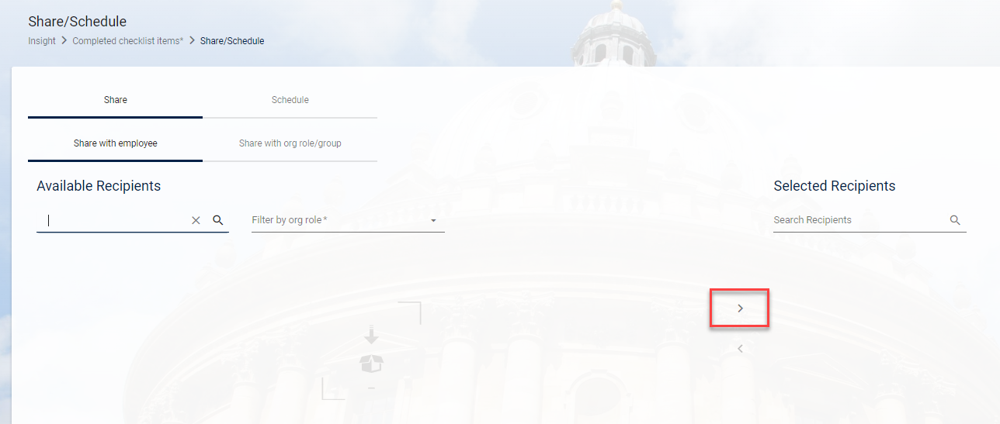 Share/Schedule
Insight > Completed checklist items* > Share/Schedule
Share Schedule
Share with employee Share with org role/group
Available Recipients Selected Recipients
Filter by org role* Search Recipients